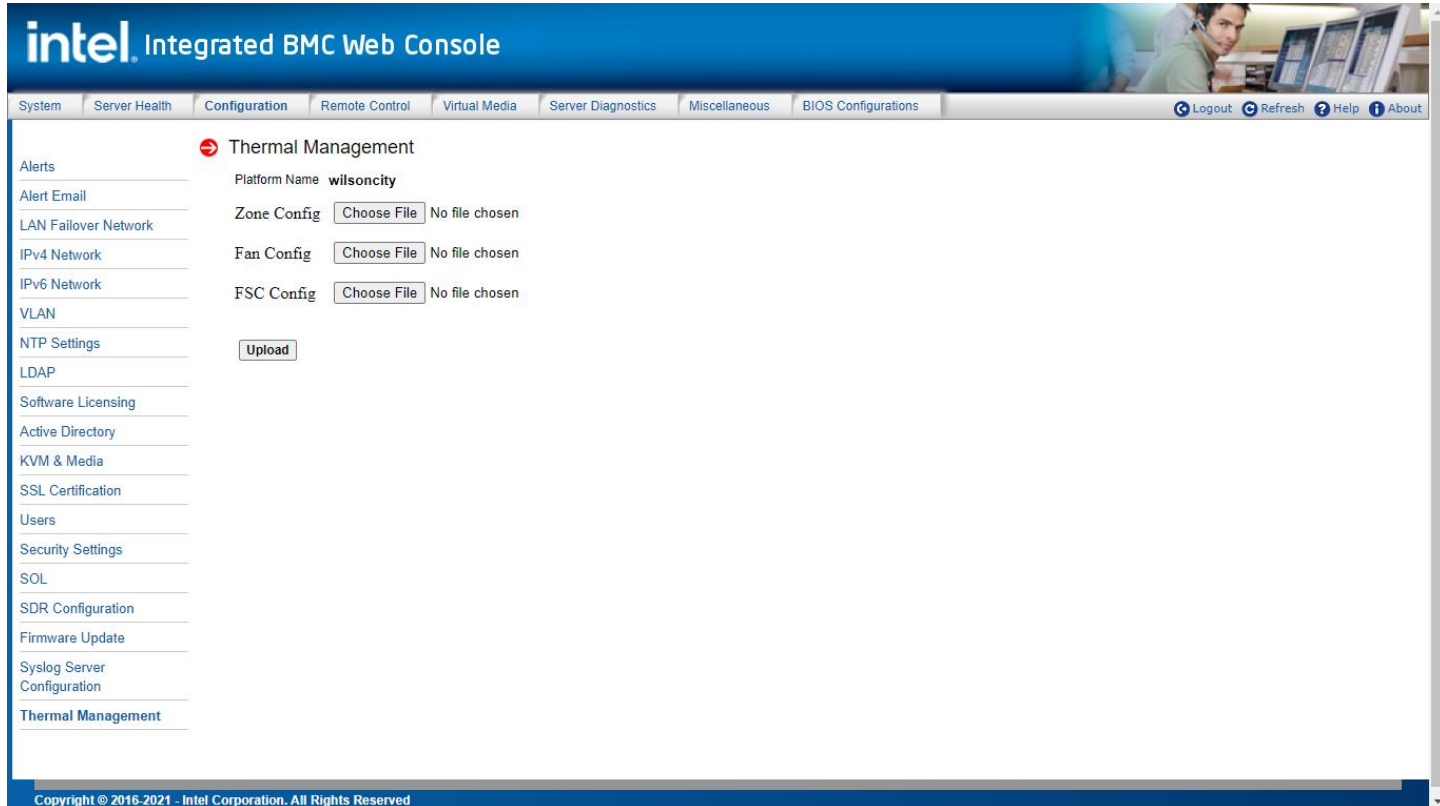 intel. Integrated BMC Web Console
System Server Health Configuration Remote Control Virtual Media Server Diagnostics Miscellaneous BIOS Configurations Logout Refresh Help About
Alerts
Alert Email
LAN Failover Network
IPv4 Network
IPv6 Network
VLAN
NTP Settings
LDAP
Software Licensing
Active Directory
KVM & Media
SSL Certification
Users
Security Settings
SOL
SDR Configuration
Firmware Update
Syslog Server
Configuration
Thermal Management
Thermal Management
Platform Name wilsoncity
Zone Config Choose File No file chosen
Fan Config Choose File No file chosen
FSC Config Choose File No file chosen
Upload
Copyright © 2016-2021 - Intel Corporation. All Rights Reserved